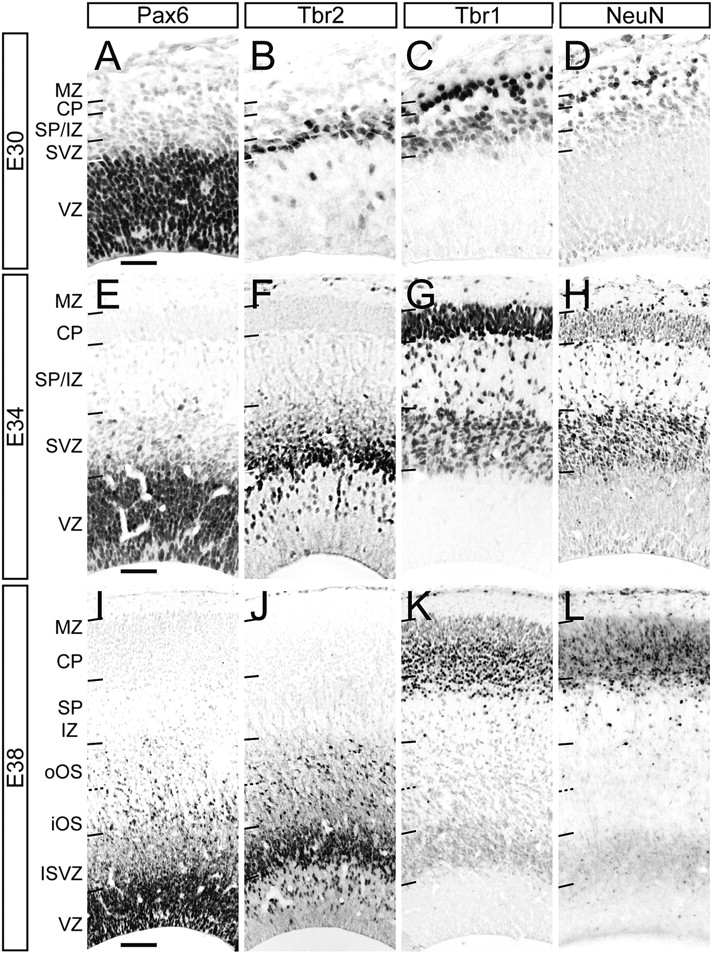 Pax6 Tbr2 Tbr1 NeuN
E30
A B C D
MZ
CP
SP/IZ
SVZ
VZ
E34
E F G H
MZ
CP
SP/IZ
SVZ
VZ
E38
I J K L
MZ
CP
SP
IZ
oOS
iOS
ISVZ
VZ